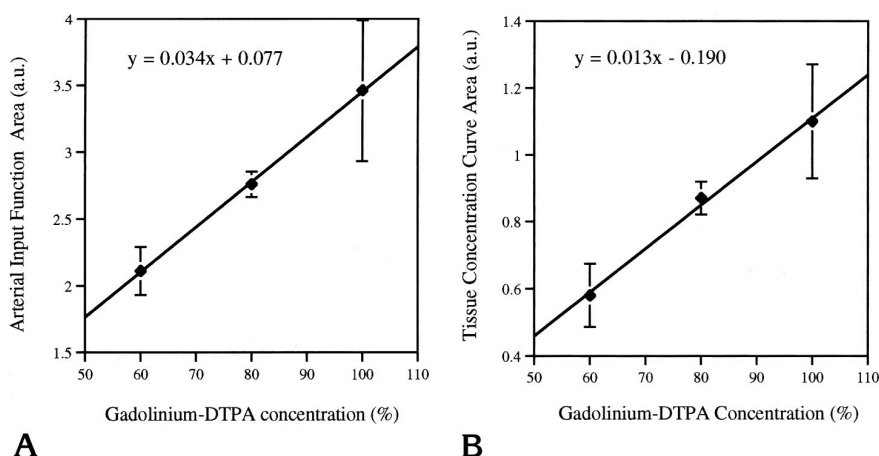 y = 0.034x + 0.077
Arterial Input Function Area (a.u.)
4
3.5
3
2.5
2
1.5
50 60 70 80 90 100 110
Gadolinium-DTPA concentration (%)
A
y = 0.013x - 0.190
Tissue Concentration Curve Area (a.u.)
1.4
1.2
1
0.8
0.6
0.4
50 60 70 80 90 100 110
Gadolinium-DTPA Concentration (%)
B